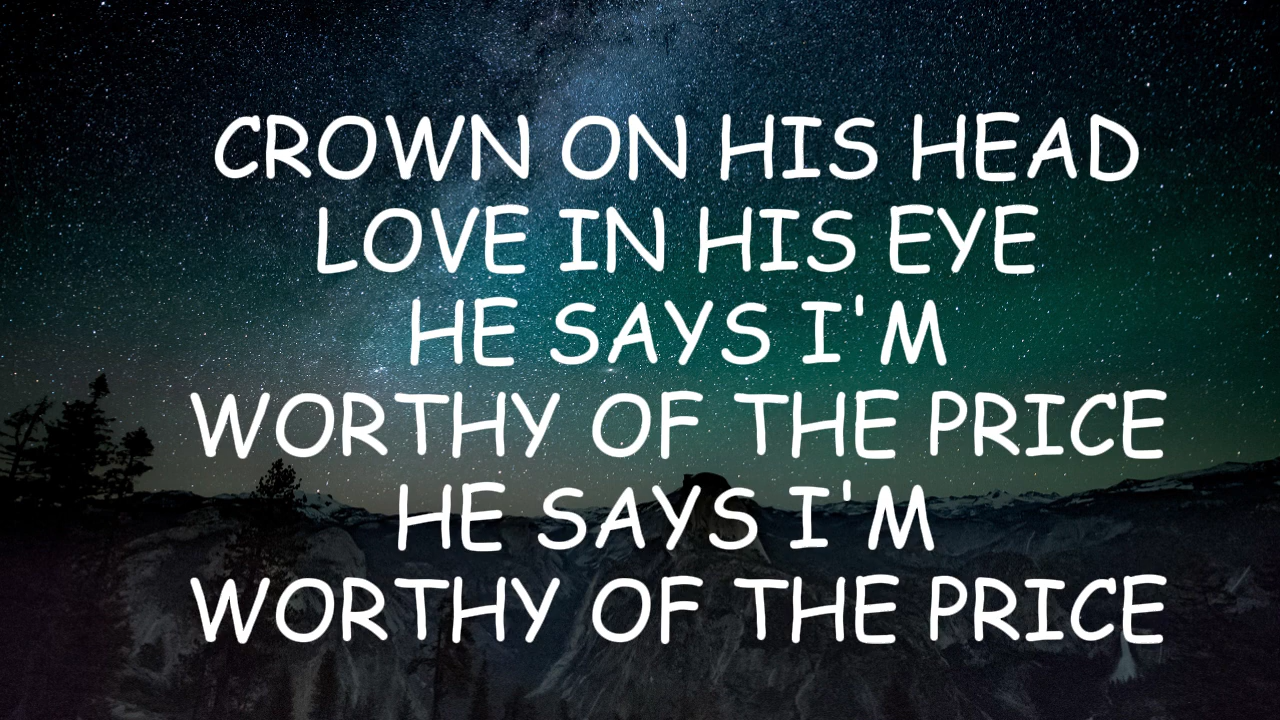 CROWN ON HIS HEAD
LOVE IN HIS EYE
HE SAYS I'M
WORTHY OF THE PRICE
HE SAYS I'M
WORTHY OF THE PRICE